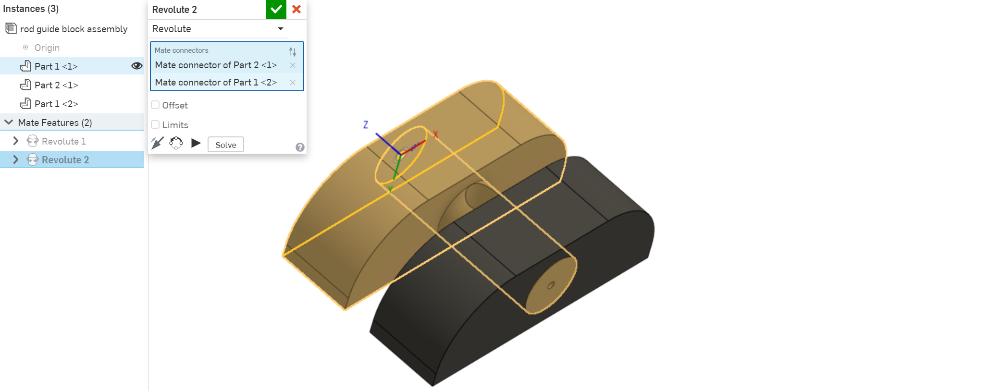 Instances (3)
rod guide block assembly
Origin
Part 1 <1>
Part 2 <1>
Part 1 <2>
Mate Features (2)
Revolute 1
Revolute 2
Revolute 2
Revolute
Mate connectors
Mate connector of Part 2 <1>
Mate connector of Part 1 <2>
Offset
Limits
Solve
?
Z
X
Y